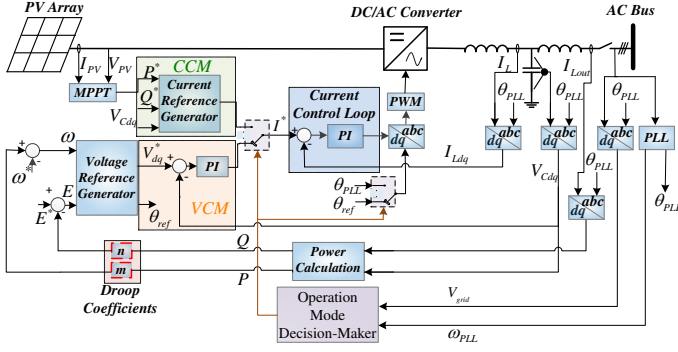 PV Array
DC/AC Converter
AC Bus
I_PV
V_PV
MPPT
P*
Q*
V_Cdq
CCM
Current
Reference
Generator
I*
Current
Control Loop
PI
PWM
dq abc
I_L
I_Lout
θ_PLL
θ_PLL
θ_PLL
θ_PLL
dq abc
dq abc
dq abc
PLL
θ_PLL
dq abc
I_Ldq
V_Cdq
ω
ω*
E
E*
Voltage
Reference
Generator
V*_dq
PI
θ_ref
VCM
θ_PLL
θ_ref
n
m
Droop
Coefficients
Q
P
Power
Calculation
Operation
Mode
Decision-Maker
V_grid
ω_PLL